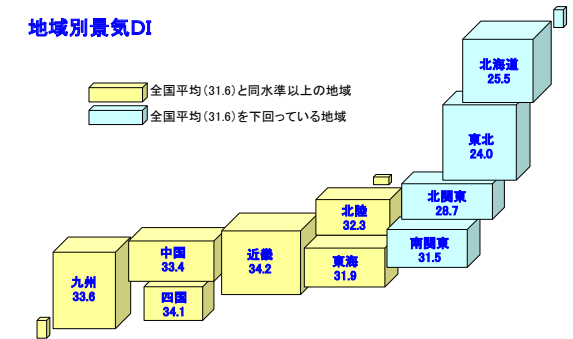 地域別景気DI
全国平均(31.6)と同水準以上の地域
全国平均(31.6)を下回っている地域
北海道
25.5
東北
24.0
北関東
28.7
南関東
31.5
北陸
32.3
東海
31.9
近畿
34.2
中国
33.4
四国
34.1
九州
33.6